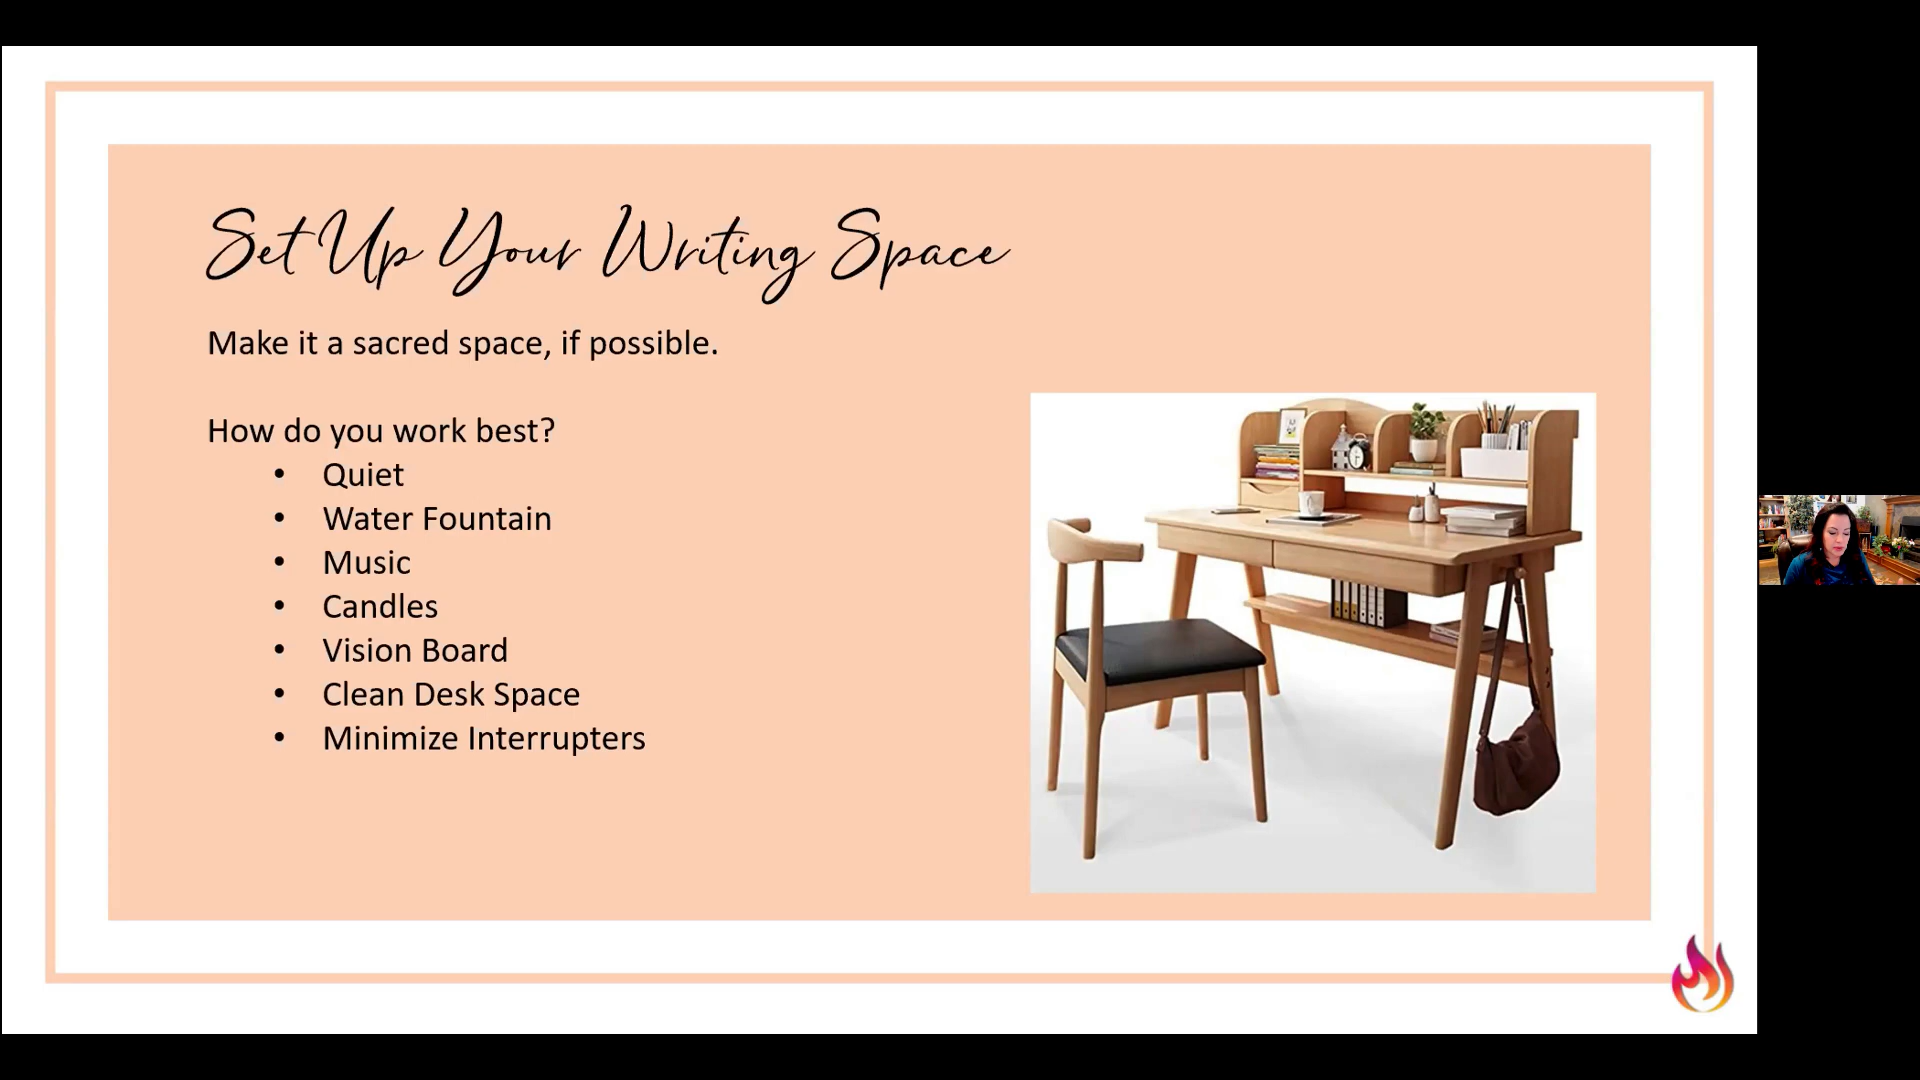 Set Up Your Writing Space
Make it a sacred space, if possible.
How do you work best?
• Quiet
• Water Fountain
• Music
• Candles
• Vision Board
• Clean Desk Space
• Minimize Interrupters